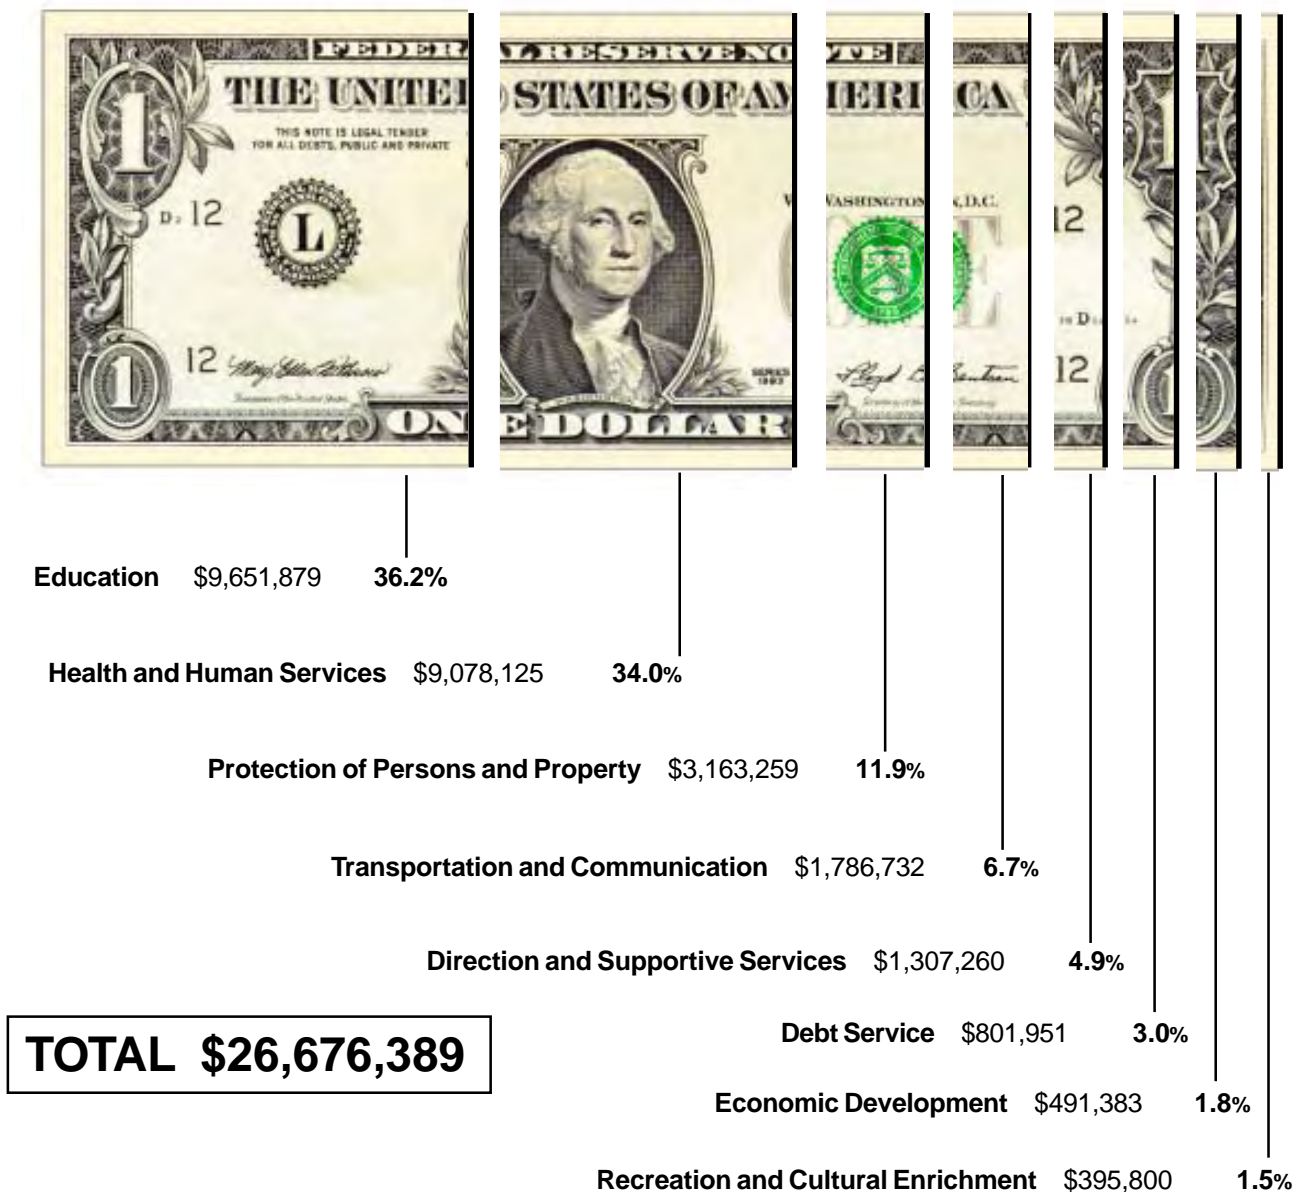 FEDERAL RESERVE NOTE
THE UNITED STATES OF AMERICA
THIS NOTE IS LEGAL TENDER
FOR ALL DEBTS, PUBLIC AND PRIVATE
WASHINGTON, D.C.
12
L
12
12
12
ONE DOLLAR
1
1
1
1
Education $9,651,879 36.2%
Health and Human Services $9,078,125 34.0%
Protection of Persons and Property $3,163,259 11.9%
Transportation and Communication $1,786,732 6.7%
Direction and Supportive Services $1,307,260 4.9%
Debt Service $801,951 3.0%
TOTAL $26,676,389
Economic Development $491,383 1.8%
Recreation and Cultural Enrichment $395,800 1.5%